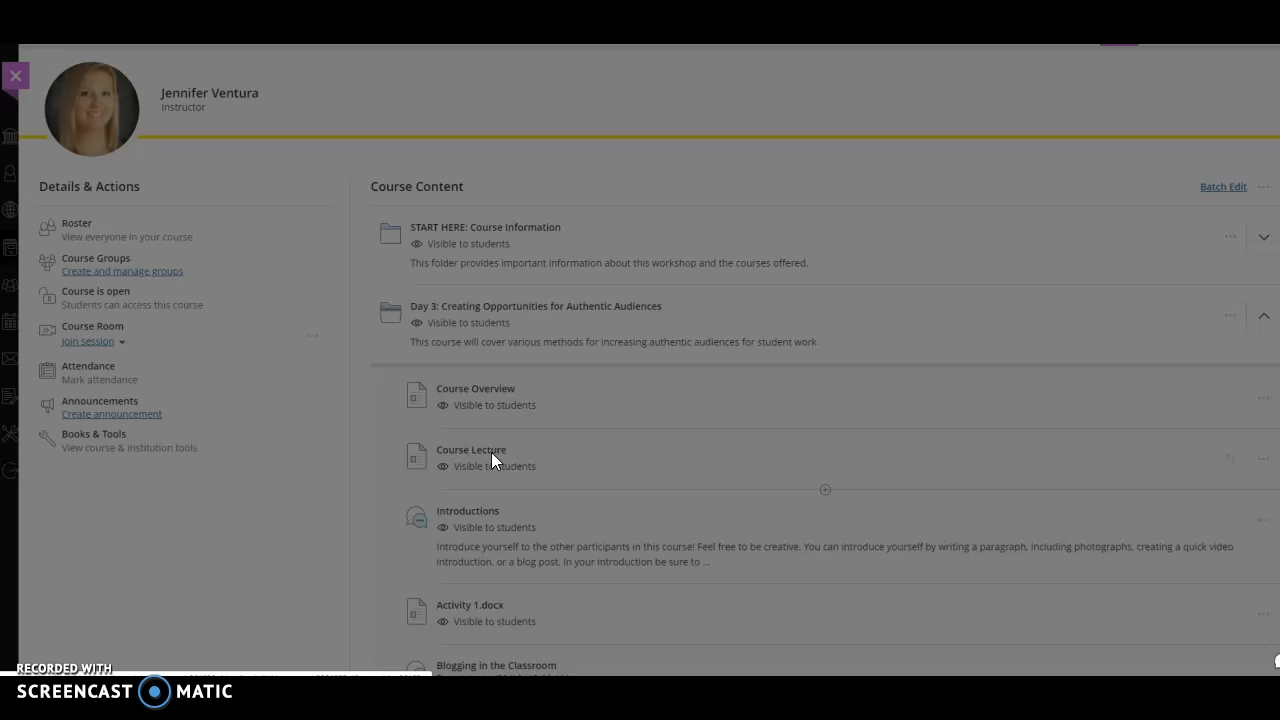 Jennifer Ventura
Instructor
Details & Actions
Roster
View everyone in your course
Course Groups
Create and manage groups
Course is open
Students can access this course
Course Room
Join session
Attendance
Mark attendance
Announcements
Create announcement
Books & Tools
View course & institution tools
Course Content
Batch Edit
START HERE: Course Information
Visible to students
This folder provides important information about this workshop and the courses offered.
Day 3: Creating Opportunities for Authentic Audiences
Visible to students
This course will cover various methods for increasing authentic audiences for student work.
Course Overview
Visible to students
Course Lecture
Visible to students
Introductions
Visible to students
Introduce yourself to the other participants in this course! Feel free to be creative. You can introduce yourself by writing a paragraph, including photographs, creating a quick video
introduction, or a blog post. In your introduction be sure to ...
Activity 1.docx
Visible to students
Blogging in the Classroom
RECORDED WITH
SCREENCAST MATIC